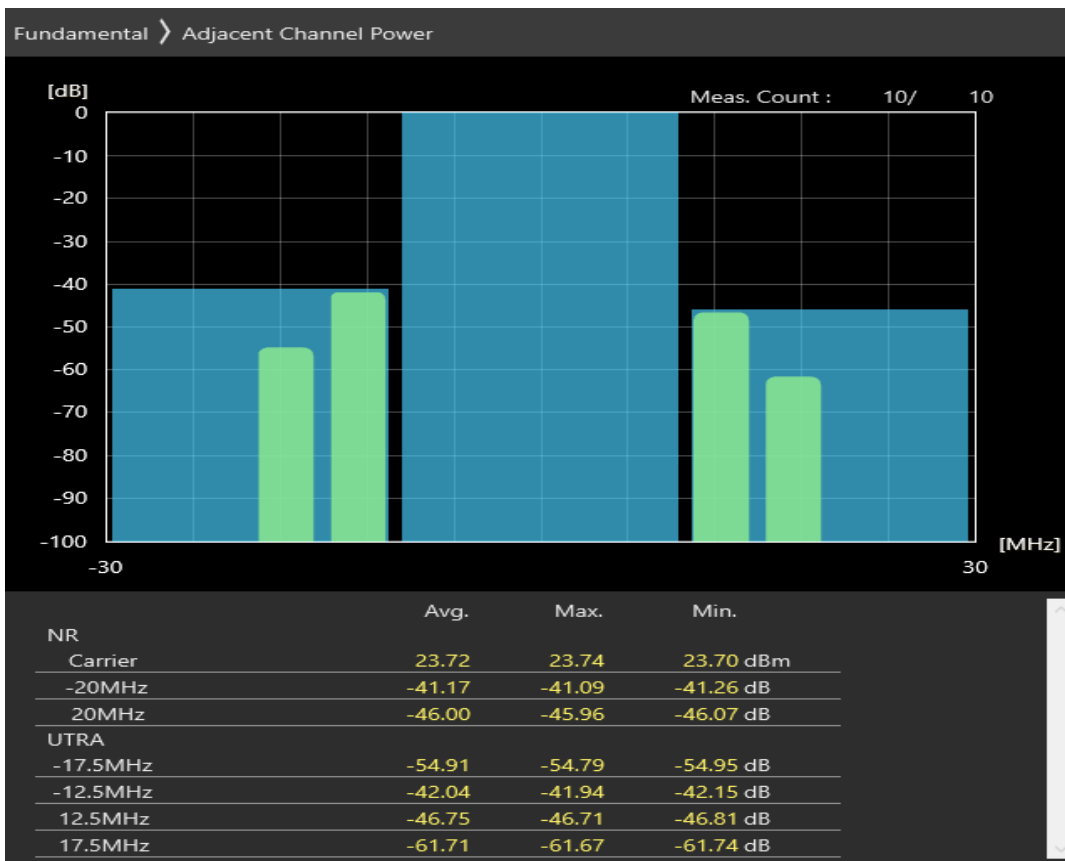 Fundamental 〉 Adjacent Channel Power
[dB]
Meas. Count : 10/ 10
0
-10
-20
-30
-40
-50
-60
-70
-80
-90
-100
[MHz]
-30 30
Avg. Max. Min.
NR
Carrier 23.72 23.74 23.70 dBm
-20MHz -41.17 -41.09 -41.26 dB
20MHz -46.00 -45.96 -46.07 dB
UTRA
-17.5MHz -54.91 -54.79 -54.95 dB
-12.5MHz -42.04 -41.94 -42.15 dB
12.5MHz -46.75 -46.71 -46.81 dB
17.5MHz -61.71 -61.67 -61.74 dB